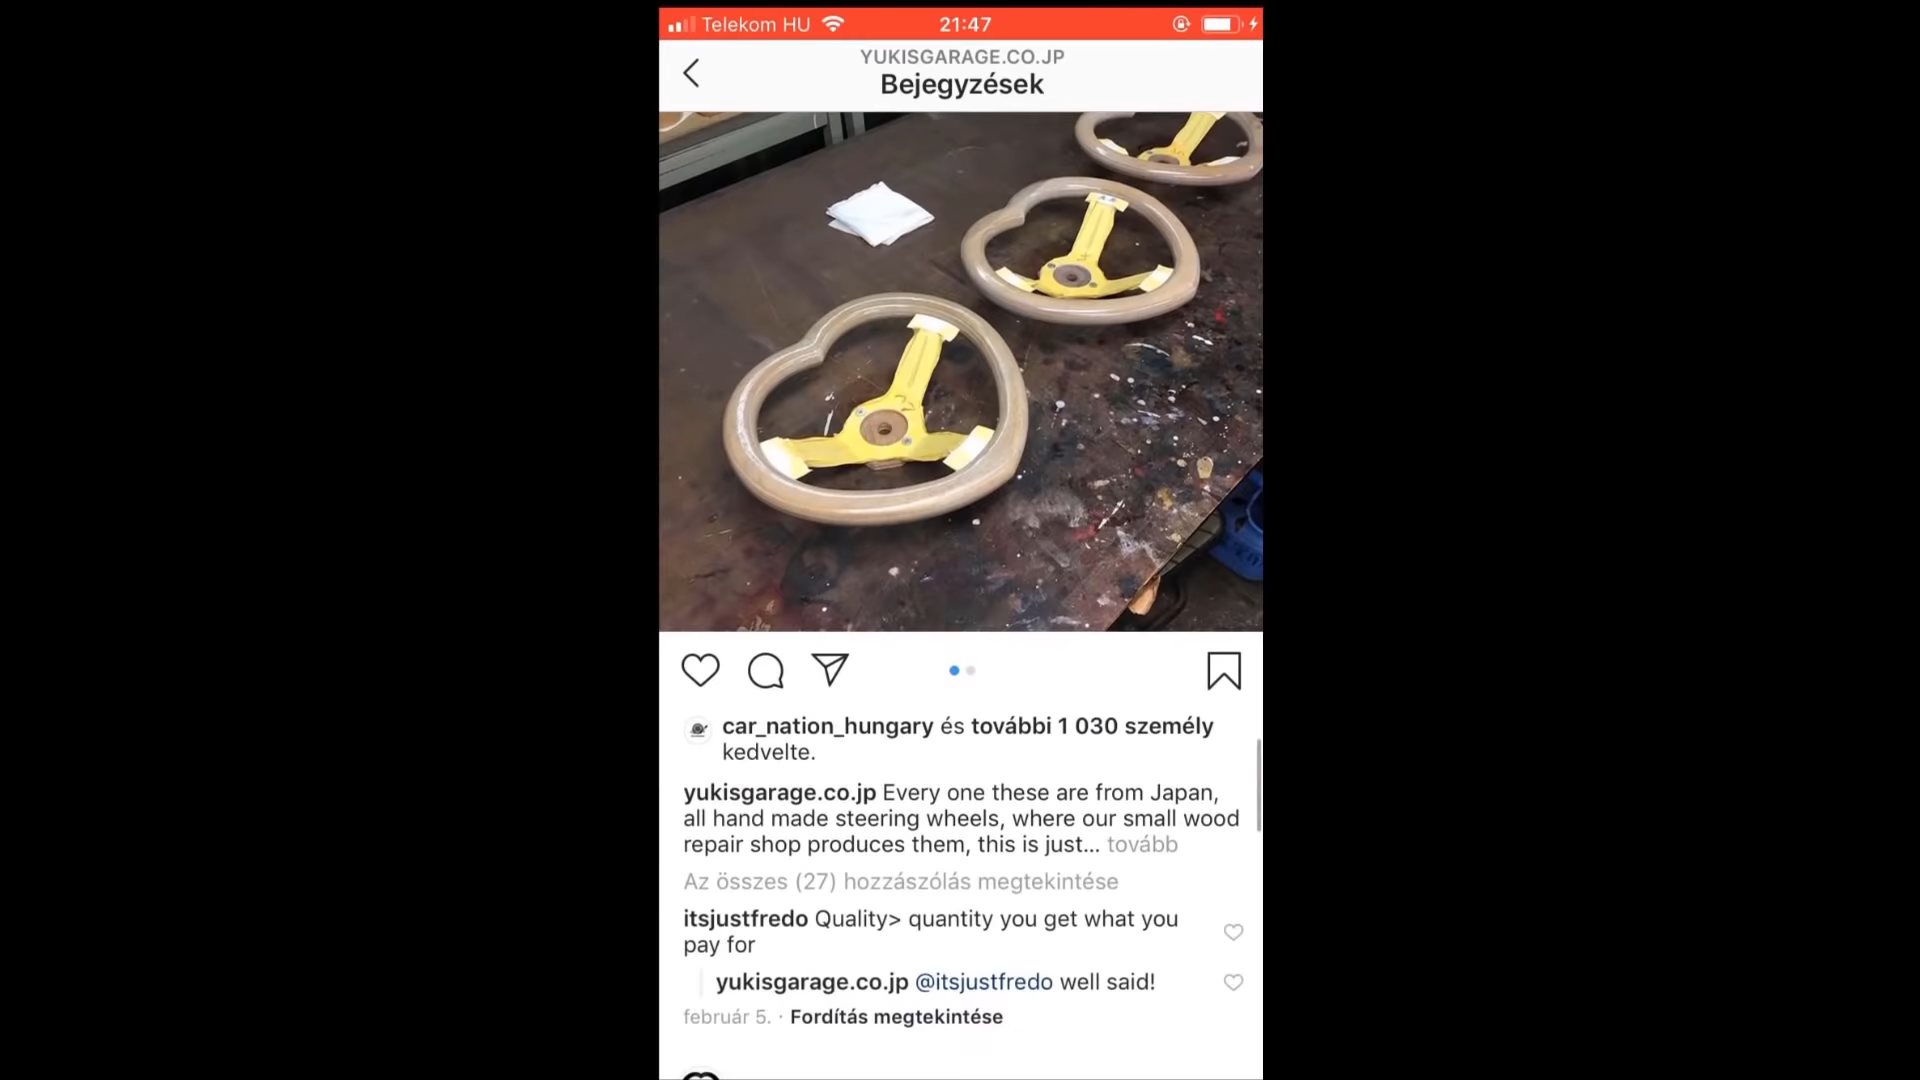 Telekom HU
21:47
YUKISGARAGE.CO.JP
Bejegyzések
car_nation_hungary és további 1 030 személy
kedvelte.
yukisgarage.co.jp Every one these are from Japan,
all hand made steering wheels, where our small wood
repair shop produces them, this is just... tovább
Az összes (27) hozzászólás megtekintése
itsjustfredo Quality> quantity you get what you
pay for
yukisgarage.co.jp @itsjustfredo well said!
február 5. · Fordítás megtekintése